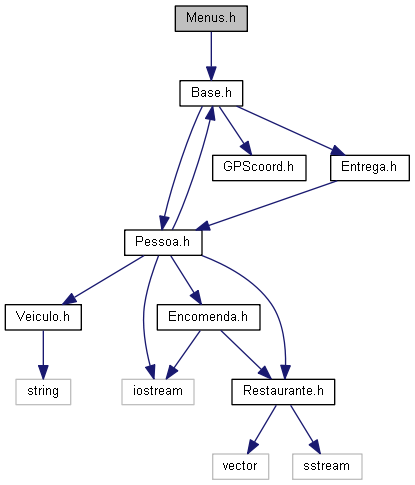 Menus.h
Base.h
GPScoord.h
Entrega.h
Pessoa.h
Veiculo.h
Encomenda.h
string
iostream
Restaurante.h
vector
sstream